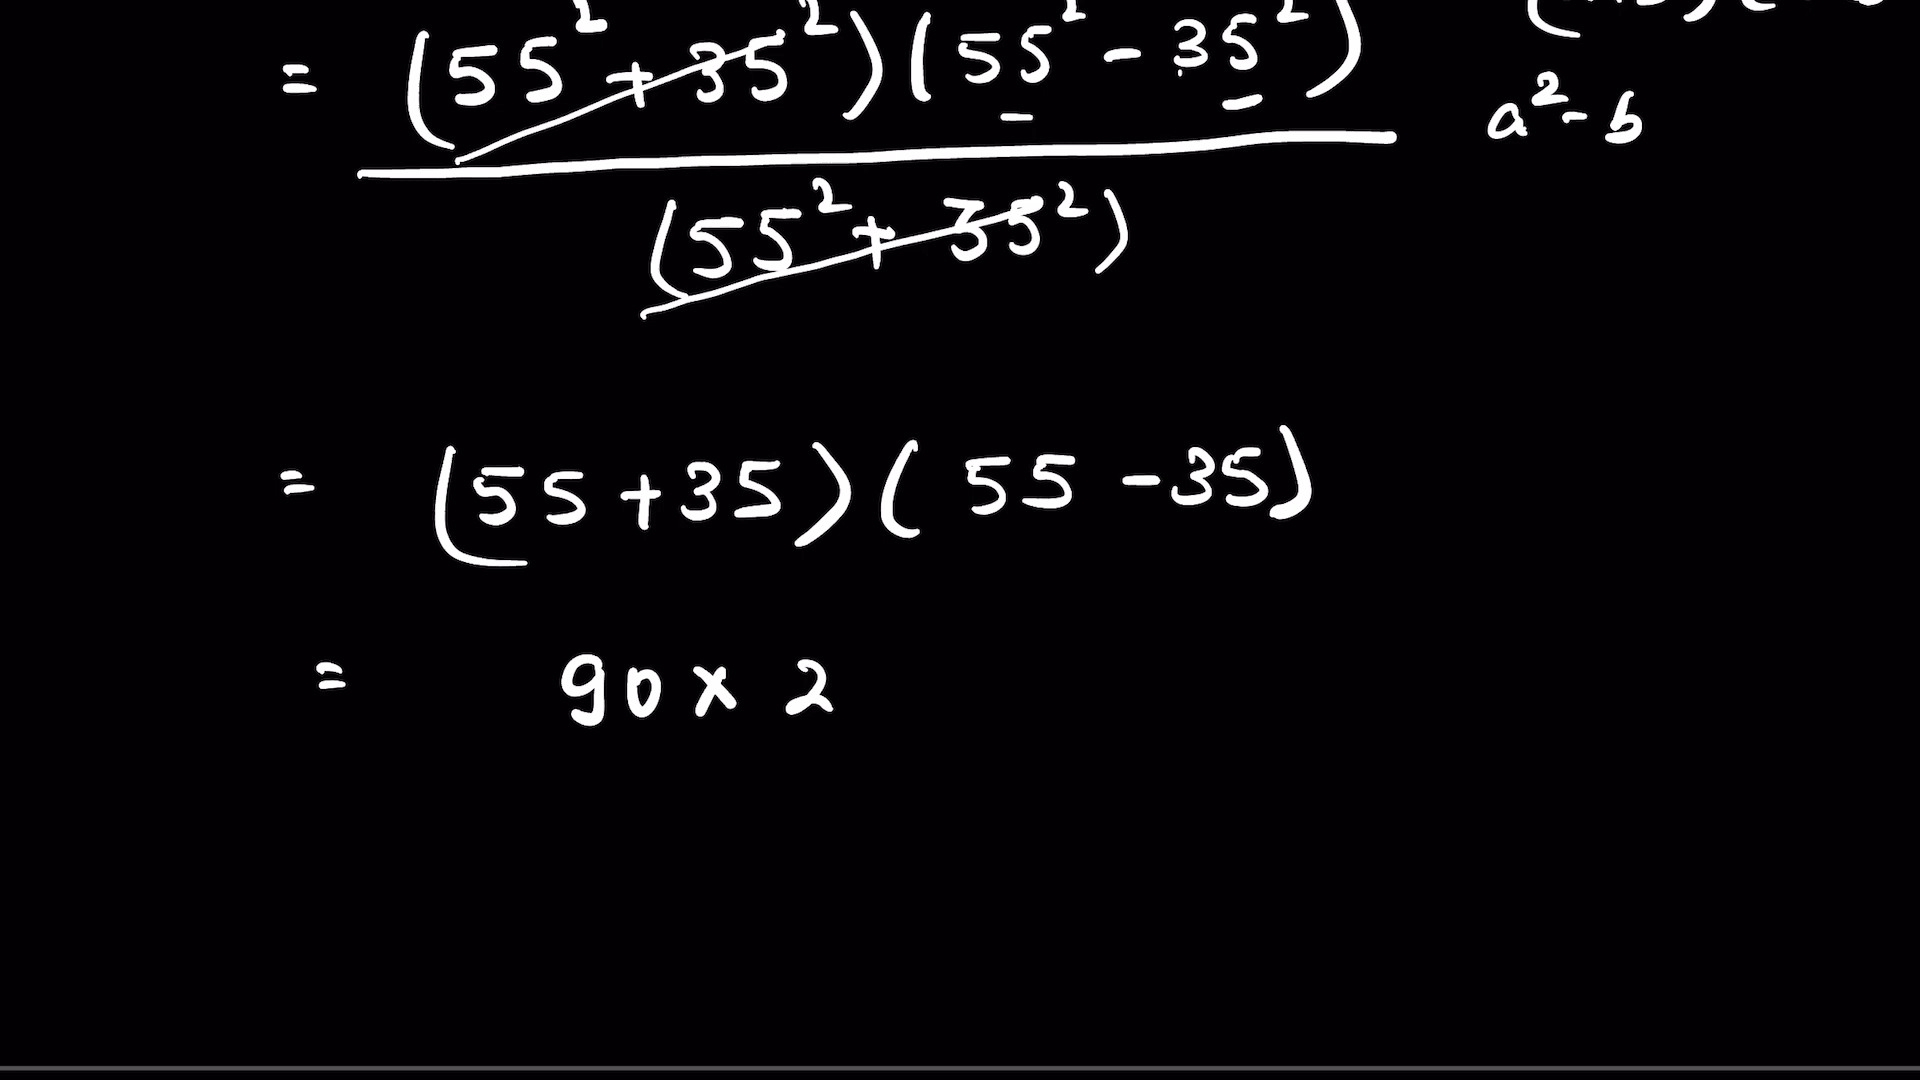 = (55² + 35²)(55² - 35²)
a² - b
(55² + 35²)
= (55 + 35)(55 - 35)
= 90 × 2